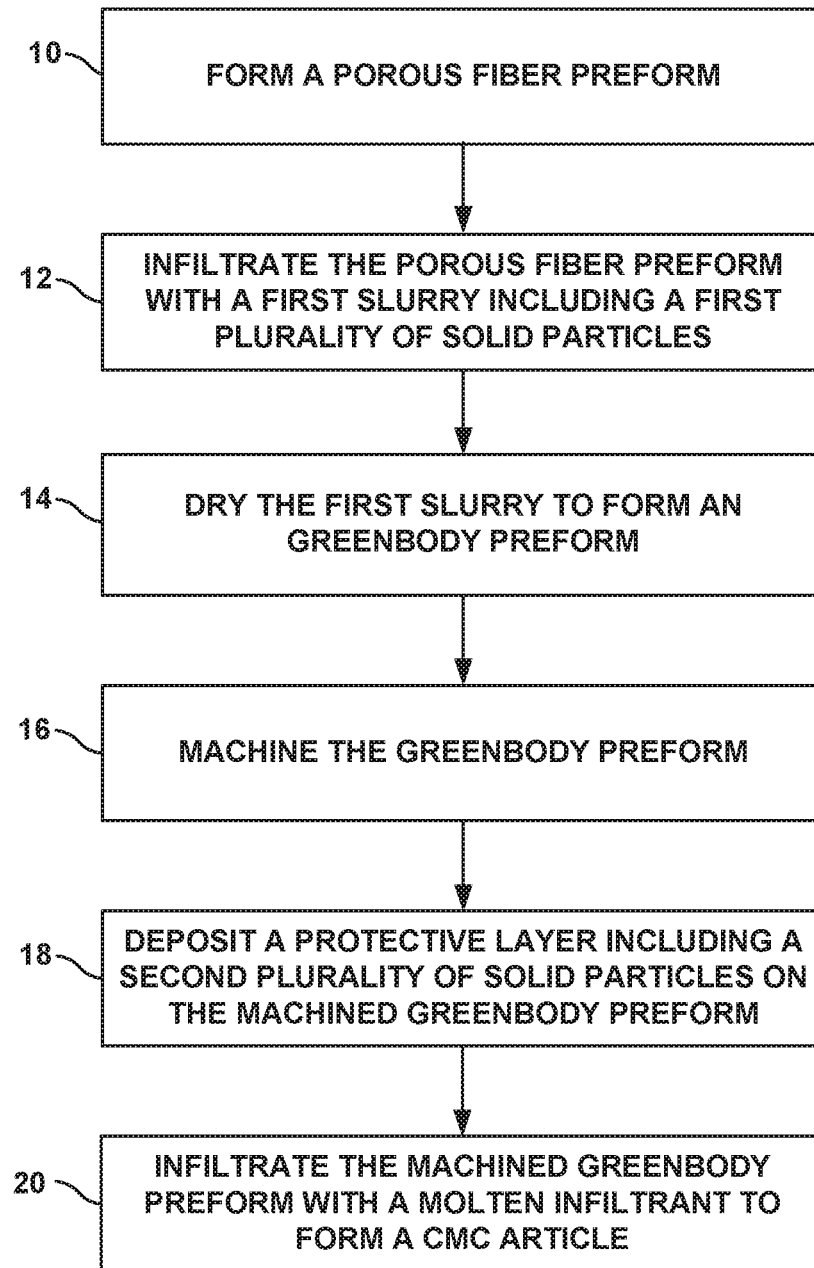 10
FORM A POROUS FIBER PREFORM
12
INFILTRATE THE POROUS FIBER PREFORM
WITH A FIRST SLURRY INCLUDING A FIRST
PLURALITY OF SOLID PARTICLES
14
DRY THE FIRST SLURRY TO FORM AN
GREENBODY PREFORM
16
MACHINE THE GREENBODY PREFORM
18
DEPOSIT A PROTECTIVE LAYER INCLUDING A
SECOND PLURALITY OF SOLID PARTICLES ON
THE MACHINED GREENBODY PREFORM
20
INFILTRATE THE MACHINED GREENBODY
PREFORM WITH A MOLTEN INFILTRANT TO
FORM A CMC ARTICLE